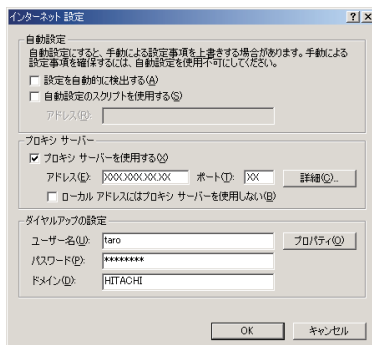 インターネット 設定
自動設定
自動設定にすると、手動による設定事項を上書きする場合があります。手動による
設定事項を確保するには、自動設定を使用不可にしてください。
設定を自動的に検出する(A)
自動設定のスクリプトを使用する(S)
アドレス(R):
プロキシ サーバー
プロキシ サーバーを使用する(X)
アドレス(E): XXX.XXX.XX.XX ポート(T): XX 詳細(C)...
ローカル アドレスにはプロキシ サーバーを使用しない(B)
ダイヤルアップの設定
ユーザー名(U): taro プロパティ(O)
パスワード(P): ********
ドメイン(D): HITACHI
OK キャンセル